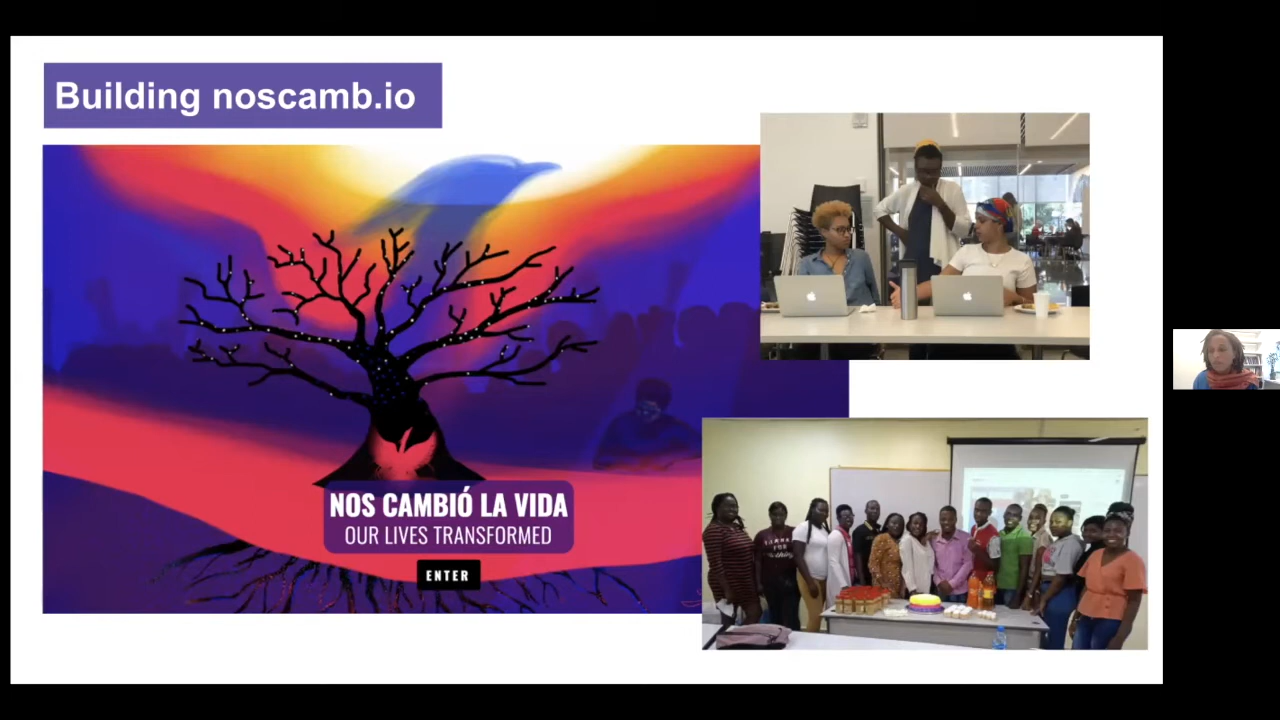 Building noscamb.io
NOS CAMBIÓ LA VIDA
OUR LIVES TRANSFORMED
ENTER